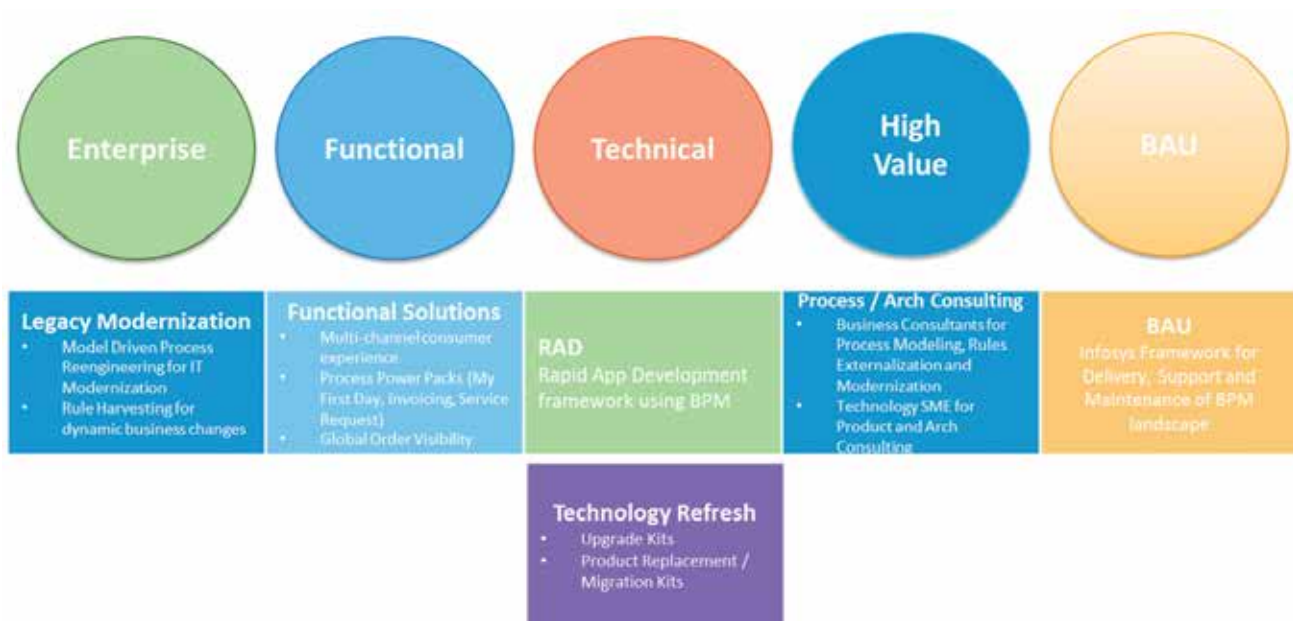 Enterprise
Functional
Technical
High
Value
BAU
Legacy Modernization
• Model Driven Process
Reengineering for IT
Modernization
• Rule Harvesting for
dynamic business changes
Functional Solutions
• Multi-channel consumer
experience
• Process Power Packs (My
First Day, Invoicing, Service
Request)
• Global Order Visibility
RAD
Rapid App Development
framework using BPM
Process / Arch Consulting
• Business Consultants for
Process Modeling, Rules
Externalization and
Modernization
• Technology SME for
Product and Arch
Consulting
BAU
Infosys Framework for
Delivery, Support and
Maintenance of BPM
landscape
Technology Refresh
• Upgrade Kits
• Product Replacement /
Migration Kits